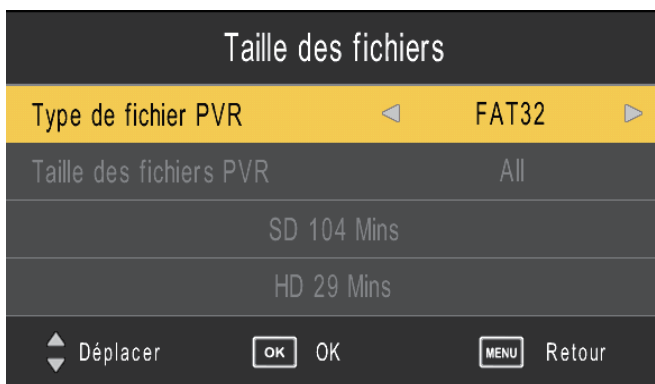 Taille des fichiers
Type de fichier PVR FAT32
Taille des fichiers PVR All
SD 104 Mins
HD 29 Mins
Déplacer OK OK MENU Retour